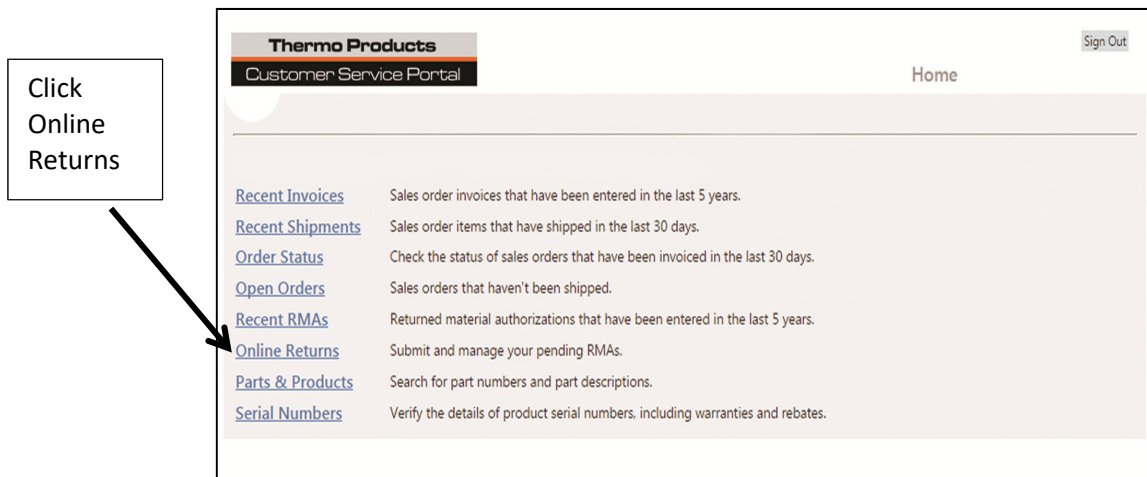 Click
Online
Returns
Thermo Products
Customer Service Portal
Sign Out
Home
Recent Invoices Sales order invoices that have been entered in the last 5 years.
Recent Shipments Sales order items that have shipped in the last 30 days.
Order Status Check the status of sales orders that have been invoiced in the last 30 days.
Open Orders Sales orders that haven't been shipped.
Recent RMAs Returned material authorizations that have been entered in the last 5 years.
Online Returns Submit and manage your pending RMAs.
Parts & Products Search for part numbers and part descriptions.
Serial Numbers Verify the details of product serial numbers, including warranties and rebates.